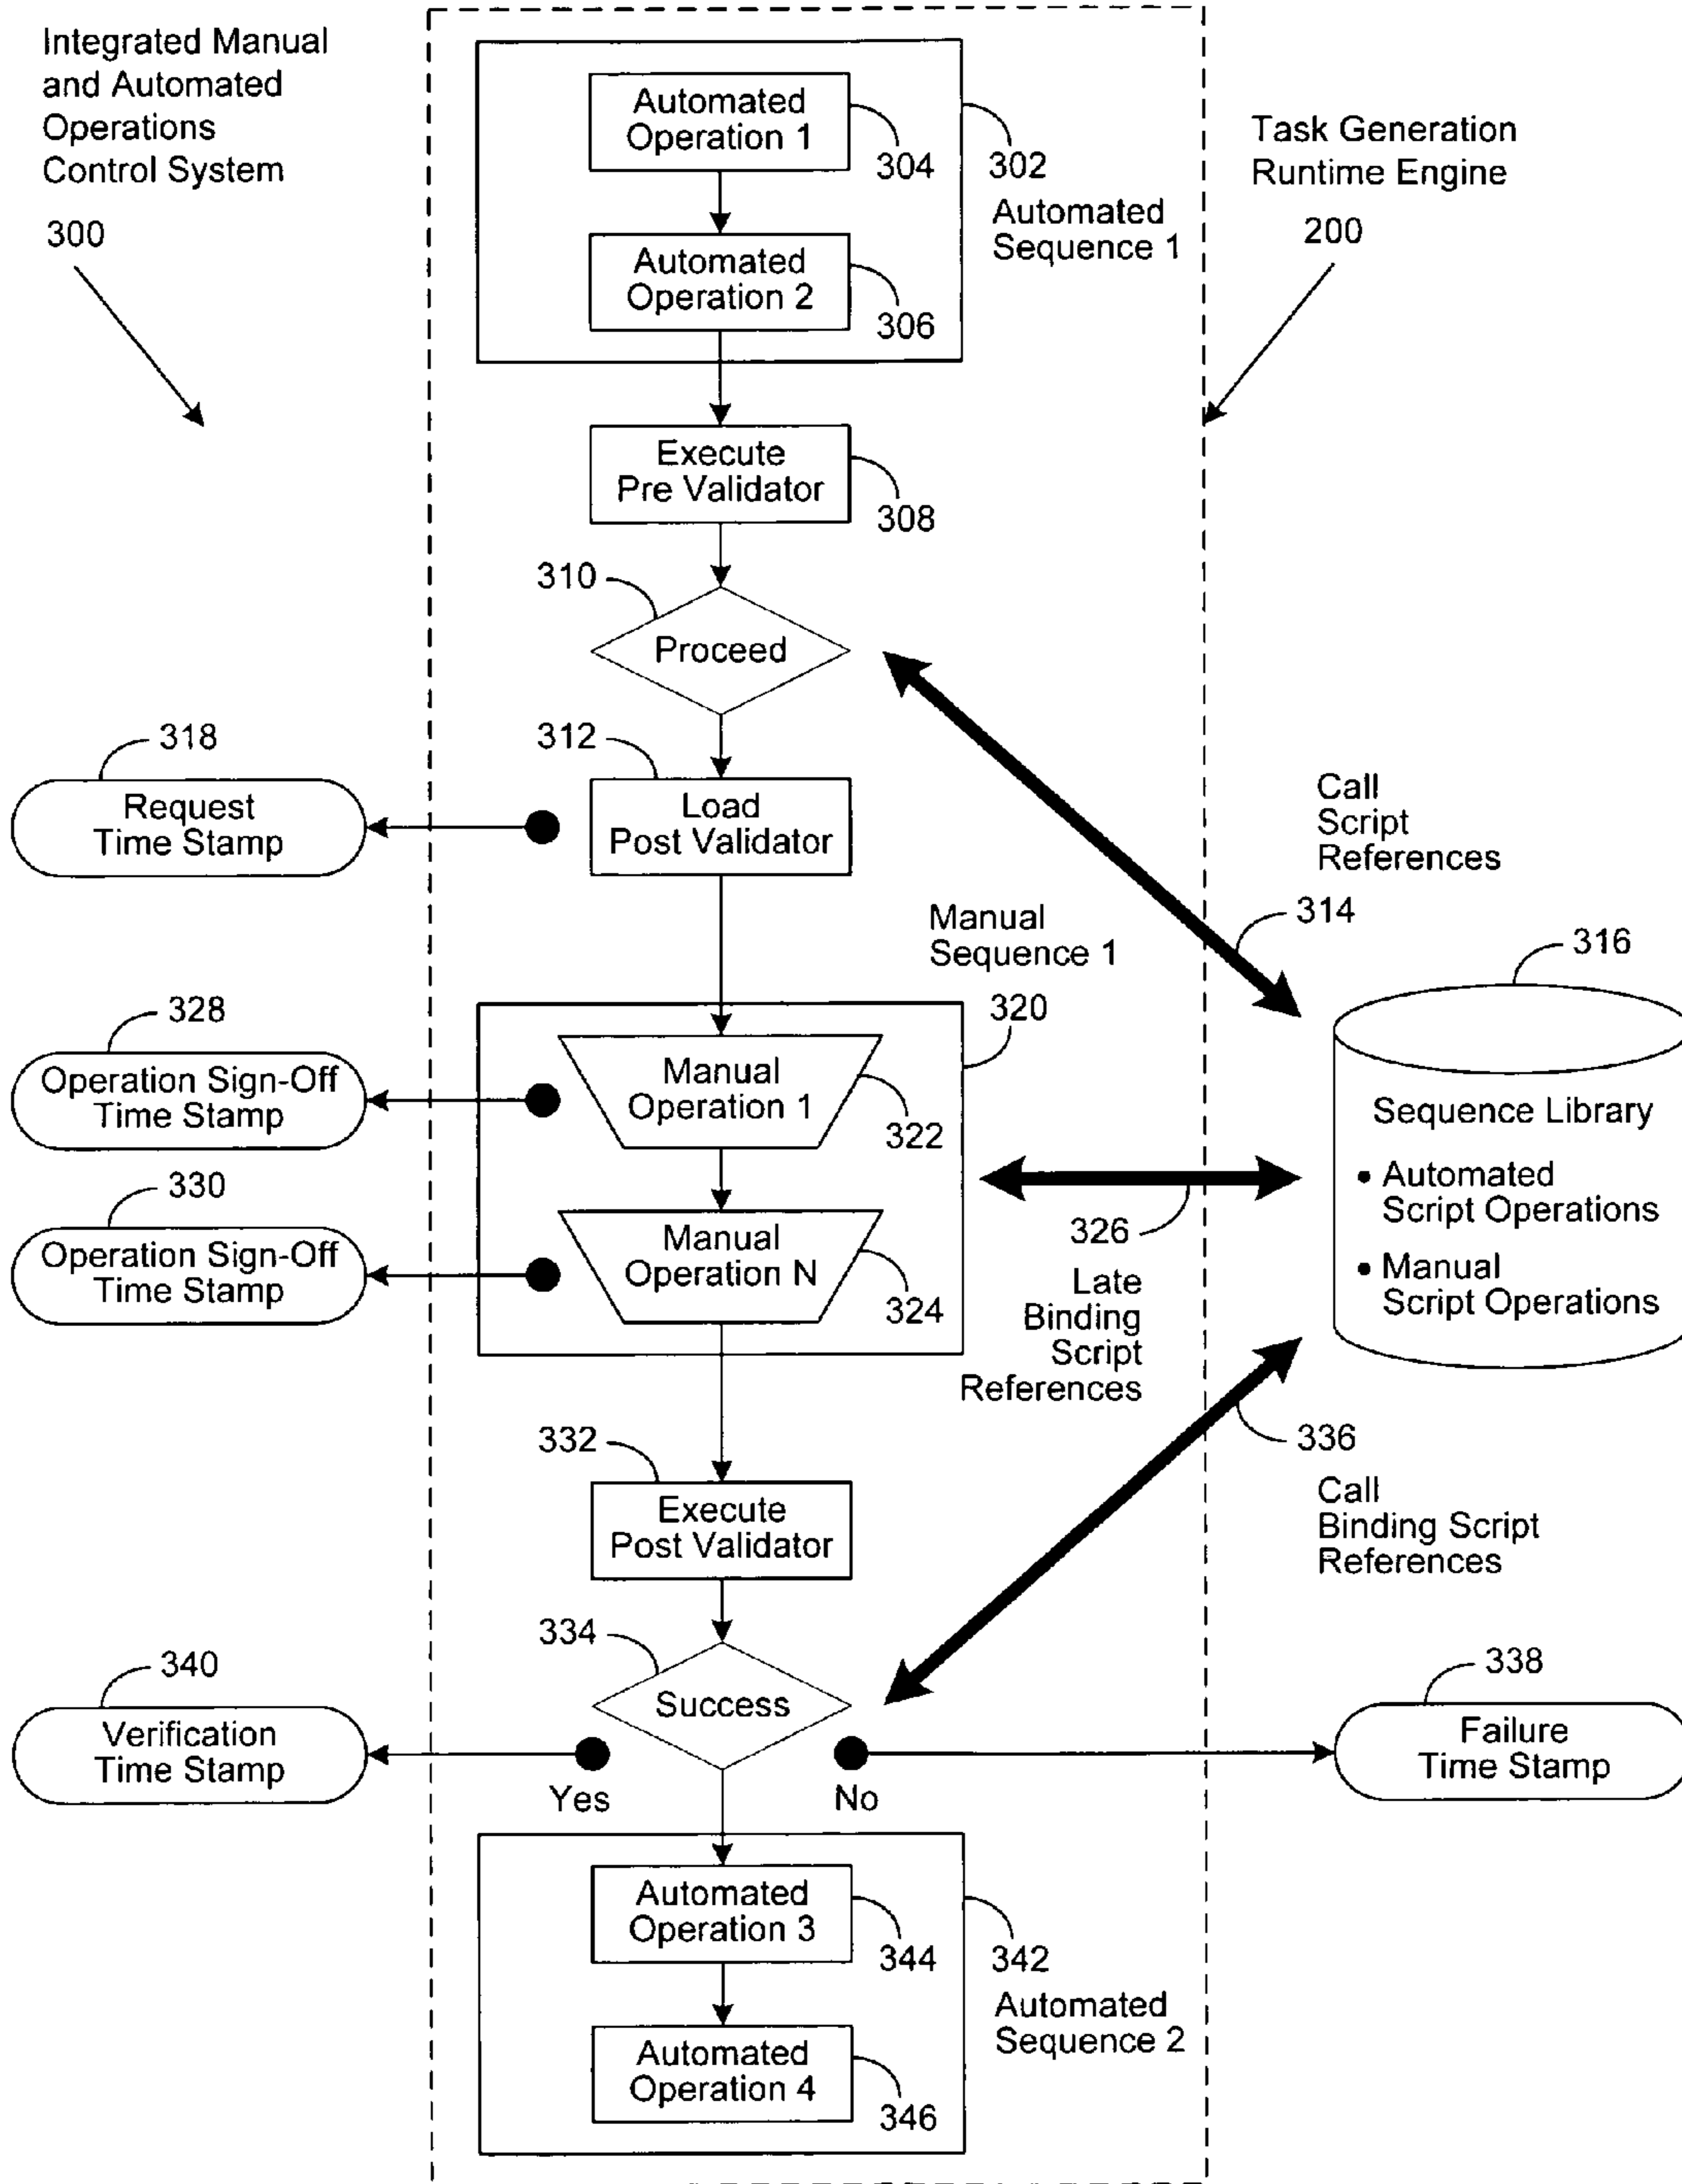 Integrated Manual
and Automated
Operations
Control System
300
Automated
Operation 1
304
302
Automated
Sequence 1
Task Generation
Runtime Engine
200
Automated
Operation 2
306
Execute
Pre Validator
308
310
Proceed
318
Request
Time Stamp
312
Load
Post Validator
Call
Script
References
314
Manual
Sequence 1
320
316
Sequence Library
• Automated
Script Operations
• Manual
Script Operations
328
Operation Sign-Off
Time Stamp
Manual
Operation 1
322
330
Operation Sign-Off
Time Stamp
Manual
Operation N
324
326
Late
Binding
Script
References
332
Execute
Post Validator
336
Call
Binding Script
References
334
Success
340
Verification
Time Stamp
Yes
No
338
Failure
Time Stamp
Automated
Operation 3
344
342
Automated
Sequence 2
Automated
Operation 4
346